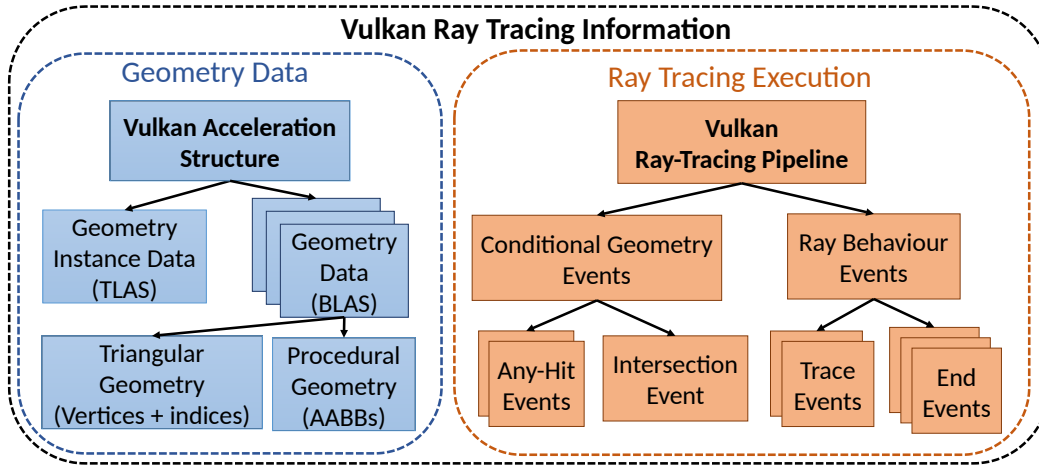 Vulkan Ray Tracing Information
Geometry Data
Vulkan Acceleration
Structure
Geometry
Instance Data
(TLAS)
Geometry
Data
(BLAS)
Triangular
Geometry
(Vertices + indices)
Procedural
Geometry
(AABBs)
Ray Tracing Execution
Vulkan
Ray-Tracing Pipeline
Conditional Geometry
Events
Ray Behaviour
Events
Any-Hit
Events
Intersection
Event
Trace
Events
End
Events